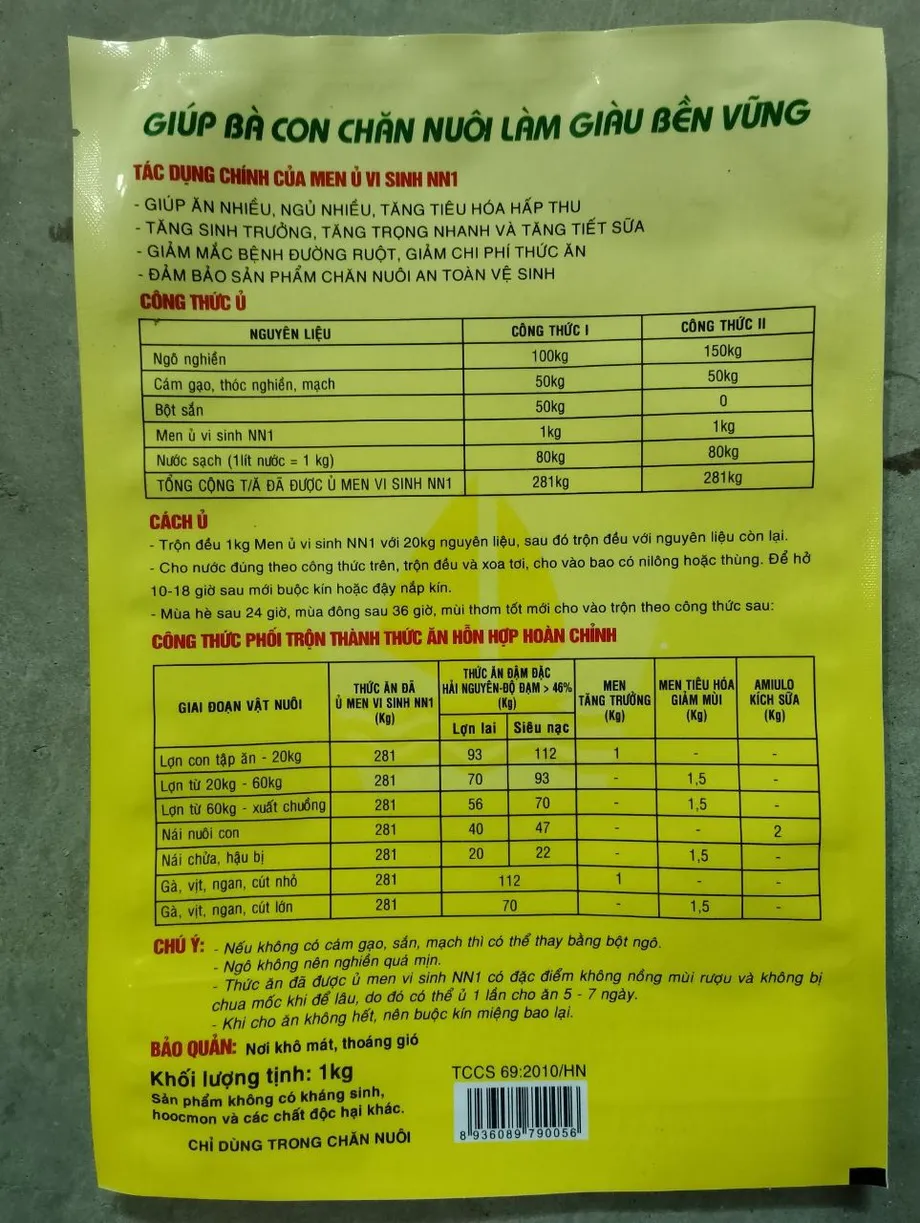 GIÚP BÀ CON CHĂN NUÔI LÀM GIÀU BỀN VỮNG
TÁC DỤNG CHÍNH CỦA MEN Ủ VI SINH NN1
- GIÚP ĂN NHIỀU, NGỦ NHIỀU, TĂNG TIÊU HÓA HẤP THU
- TĂNG SINH TRƯỞNG, TĂNG TRỌNG NHANH VÀ TĂNG TIẾT SỮA
- GIẢM MẮC BỆNH ĐƯỜNG RUỘT, GIẢM CHI PHÍ THỨC ĂN
- ĐẢM BẢO SẢN PHẨM CHĂN NUÔI AN TOÀN VỆ SINH
CÔNG THỨC Ủ
NGUYÊN LIỆU CÔNG THỨC I CÔNG THỨC II
Ngô nghiền 100kg 150kg
Cám gạo, thóc nghiền, mạch 50kg 50kg
Bột sắn 50kg 0
Men ủ vi sinh NN1 1kg 1kg
Nước sạch (1lít nước = 1 kg) 80kg 80kg
TỔNG CỘNG T/Ă ĐÃ ĐƯỢC Ủ MEN VI SINH NN1 281kg 281kg
CÁCH Ủ
- Trộn đều 1kg Men ủ vi sinh NN1 với 20kg nguyên liệu, sau đó trộn đều với nguyên liệu còn lại.
- Cho nước đúng theo công thức trên, trộn đều và xoa tơi, cho vào bao có nilông hoặc thùng. Để hở
10-18 giờ sau mới buộc kín hoặc đậy nắp kín.
- Mùa hè sau 24 giờ, mùa đông sau 36 giờ, mùi thơm tốt mới cho vào trộn theo công thức sau:
CÔNG THỨC PHỐI TRỘN THÀNH THỨC ĂN HỖN HỢP HOÀN CHỈNH
GIAI ĐOẠN VẬT NUÔI
THỨC ĂN ĐÃ
Ủ MEN VI SINH NN1
(Kg)
THỨC ĂN ĐẬM ĐẶC
HẢI NGUYÊN-ĐỘ ĐẠM > 46%
(Kg)
Lợn lai Siêu nạc
MEN
TĂNG TRƯỞNG
(Kg)
MEN TIÊU HÓA
GIẢM MÙI
(Kg)
AMIULO
KÍCH SỮA
(Kg)
Lợn con tập ăn - 20kg 281 93 112 1 - -
Lợn từ 20kg - 60kg 281 70 93 - 1,5 -
Lợn từ 60kg - xuất chuồng 281 56 70 - 1,5 -
Nái nuôi con 281 40 47 - - 2
Nái chửa, hậu bị 281 20 22 - 1,5 -
Gà, vịt, ngan, cút nhỏ 281 112 1 - -
Gà, vịt, ngan, cút lớn 281 70 - 1,5 -
CHÚ Ý: - Nếu không có cám gạo, sắn, mạch thì có thể thay bằng bột ngô.
- Ngô không nên nghiền quá mịn.
- Thức ăn đã được ủ men vi sinh NN1 có đặc điểm không nồng mùi rượu và không bị
chua mốc khi để lâu, do đó có thể ủ 1 lần cho ăn 5 - 7 ngày.
- Khi cho ăn không hết, nên buộc kín miệng bao lại.
BẢO QUẢN: Nơi khô mát, thoáng gió
Khối lượng tịnh: 1kg
Sản phẩm không có kháng sinh,
hoocmon và các chất độc hại khác.
CHỈ DÙNG TRONG CHĂN NUÔI
TCCS 69:2010/HN
8 936089 790056